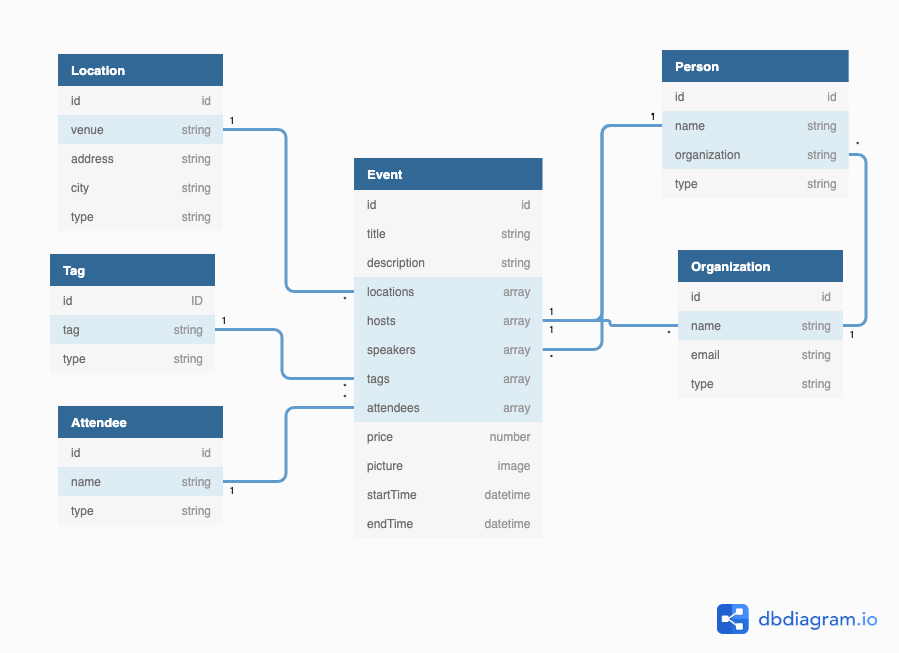 Location
id id
venue string
address string
city string
type string
1
Tag
id ID
tag string
type string
1
Attendee
id id
name string
type string
1
Event
id id
title string
description string
locations array
hosts array
speakers array
tags array
attendees array
price number
picture image
startTime datetime
endTime datetime
*
*
*
1
1
*
Person
id id
name string
organization string
type string
1
*
Organization
id id
name string
email string
type string
*
1
dbdiagram.io